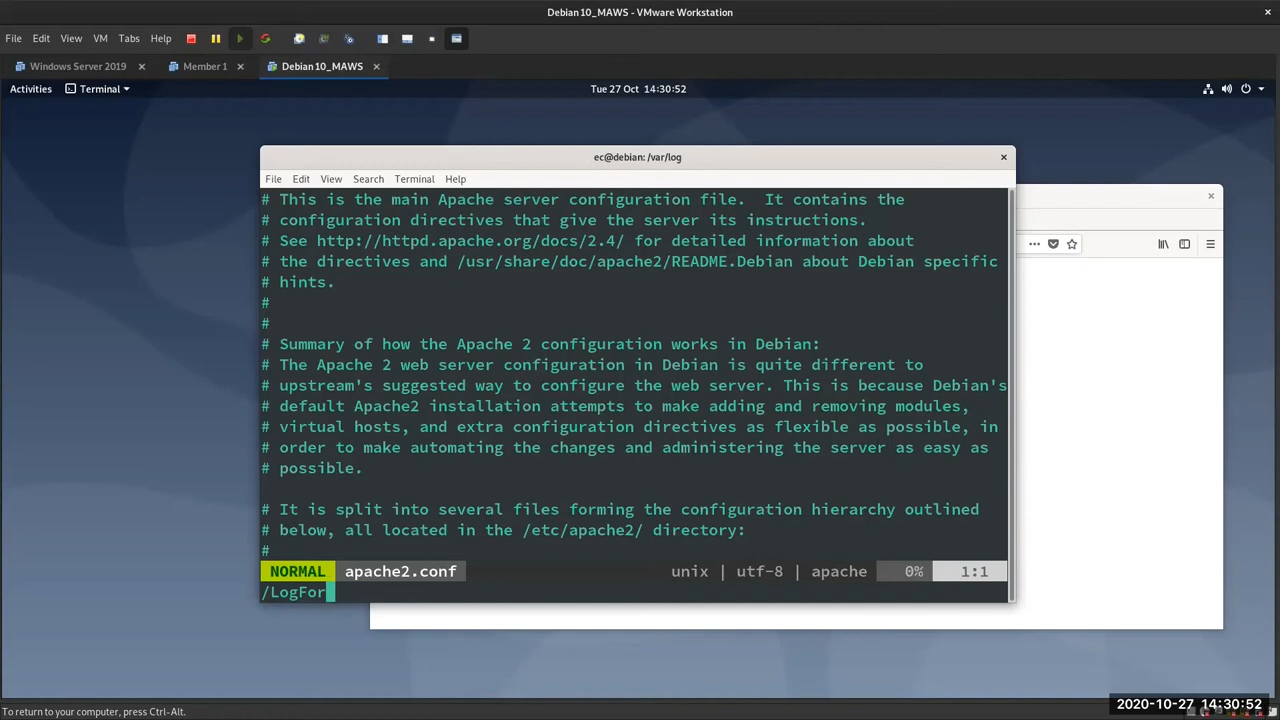 Debian10_MAWS - VMware Workstation
×
File Edit View VM Tabs Help
Windows Server 2019 × Member 1 × Debian10_MAWS ×
Activities Terminal Tue 27 Oct 14:30:52
ec@debian: /var/log ×
File Edit View Search Terminal Help
# This is the main Apache server configuration file.  It contains the
# configuration directives that give the server its instructions.
# See http://httpd.apache.org/docs/2.4/ for detailed information about
# the directives and /usr/share/doc/apache2/README.Debian about Debian specific
# hints.
#
#
# Summary of how the Apache 2 configuration works in Debian:
# The Apache 2 web server configuration in Debian is quite different to
# upstream's suggested way to configure the web server. This is because Debian's
# default Apache2 installation attempts to make adding and removing modules,
# virtual hosts, and extra configuration directives as flexible as possible, in
# order to make automating the changes and administering the server as easy as
# possible.
# It is split into several files forming the configuration hierarchy outlined
# below, all located in the /etc/apache2/ directory:
#
NORMAL apache2.conf unix | utf-8 | apache 0% 1:1
/LogFor
To return to your computer, press Ctrl-Alt.
2020-10-27 14:30:52